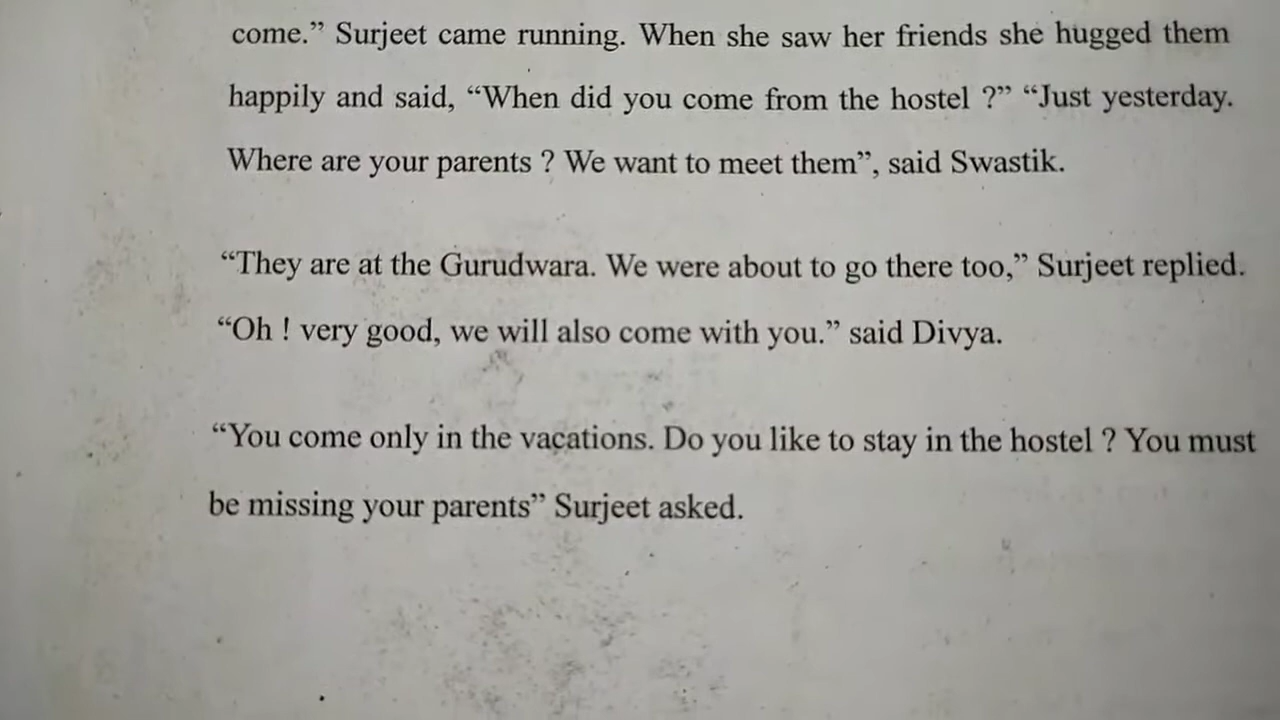 come.” Surjeet came running. When she saw her friends she hugged them
happily and said, “When did you come from the hostel ?” “Just yesterday.
Where are your parents ? We want to meet them”, said Swastik.
“They are at the Gurudwara. We were about to go there too,” Surjeet replied.
“Oh ! very good, we will also come with you.” said Divya.
“You come only in the vacations. Do you like to stay in the hostel ? You must
be missing your parents” Surjeet asked.